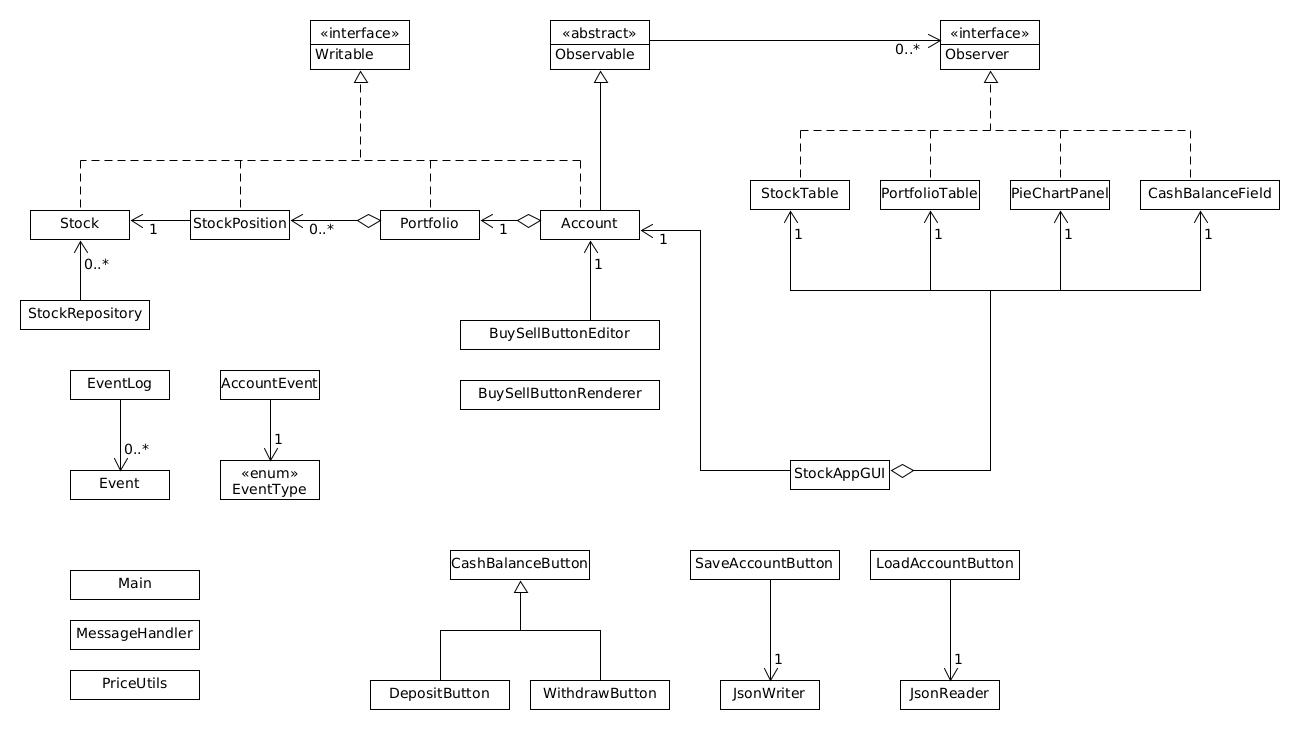 «interface»
Writable
«abstract»
Observable
0..*
«interface»
Observer
StockTable
PortfolioTable
PieChartPanel
CashBalanceField
Stock
1
StockPosition
0..*
Portfolio
1
Account
1
1
1
1
1
0..*
1
StockRepository
BuySellButtonEditor
EventLog
AccountEvent
BuySellButtonRenderer
0..*
1
Event
«enum»
EventType
StockAppGUI
CashBalanceButton
SaveAccountButton
LoadAccountButton
Main
MessageHandler
PriceUtils
1
1
DepositButton
WithdrawButton
JsonWriter
JsonReader